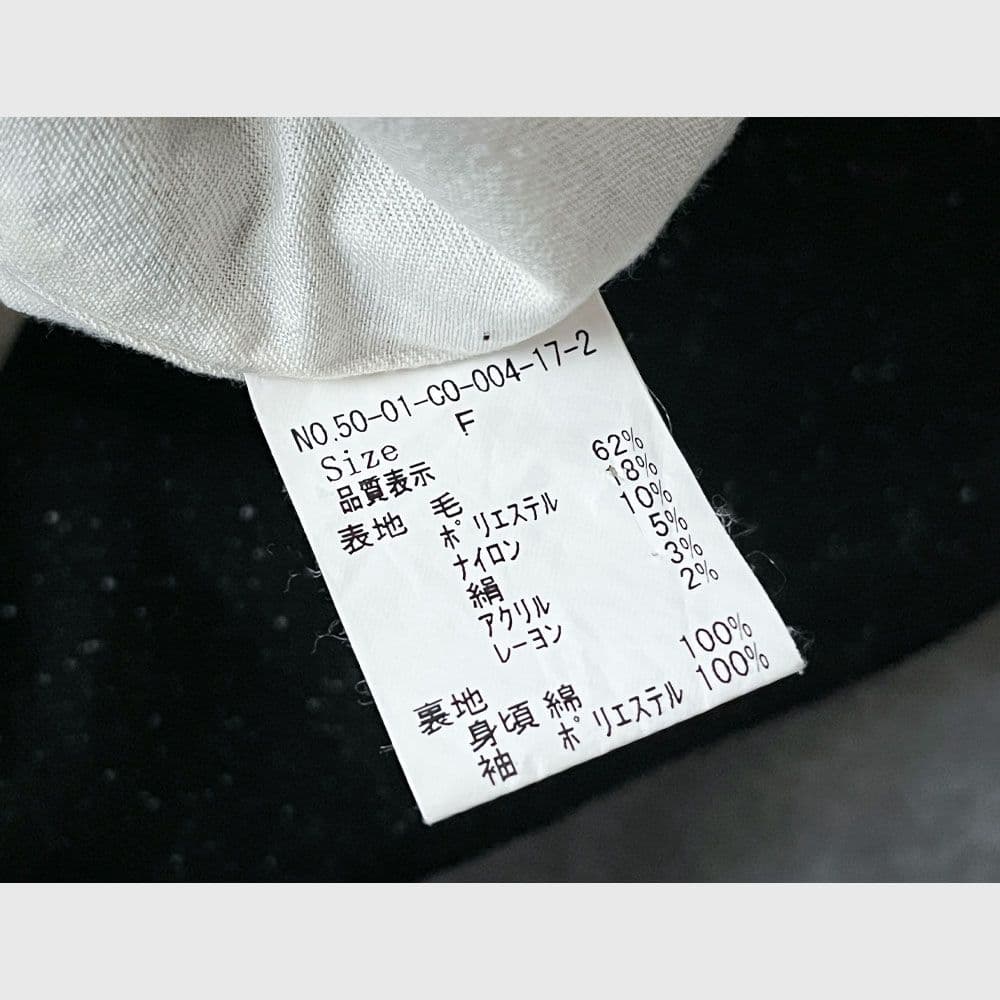 NO.50-01-CO-004-17-2
Size F
品質表示
表地 毛 62%
ポリエステル 18%
ナイロン 10%
絹 5%
アクリル 3%
レーヨン 2%
裏地
身頃 綿 100%
袖 ポリエステル 100%